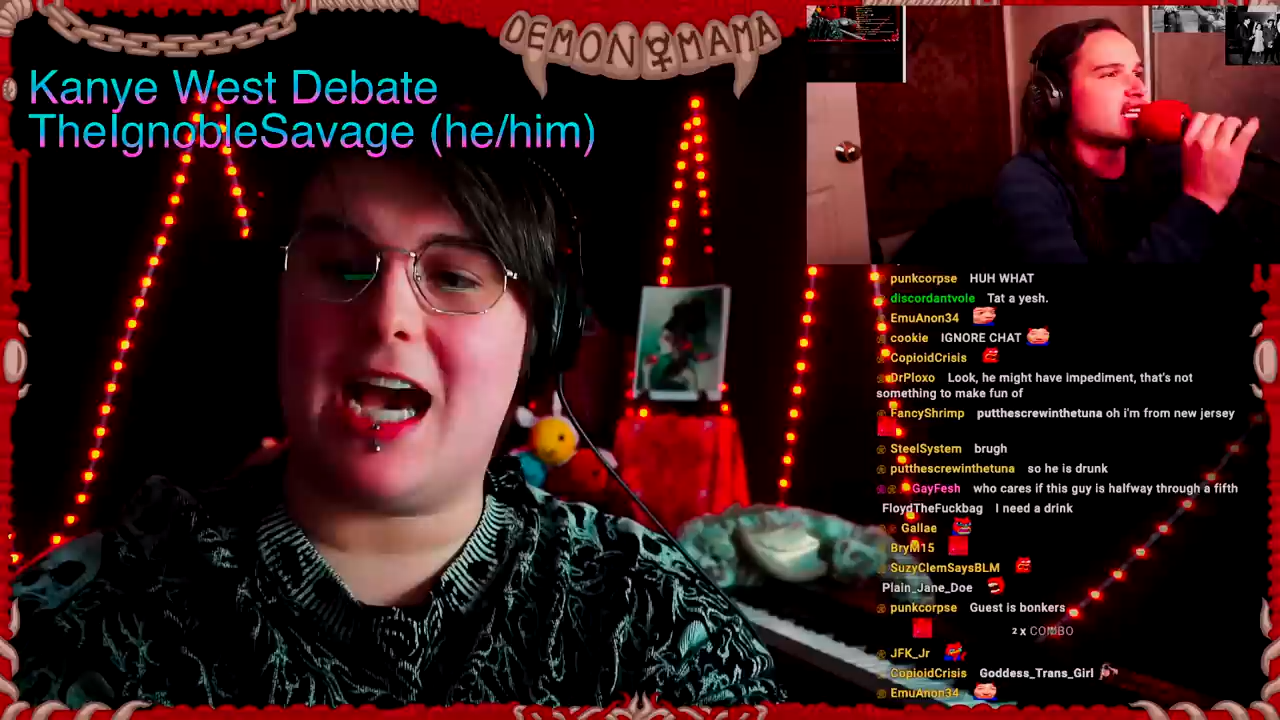 DEMON MAMA
Kanye West Debate
TheIgnobleSavage (he/him)
punkcorpse HUH WHAT
discordantvole Tat a yesh.
EmuAnon34
cookie IGNORE CHAT
CopioidCrisis
DrPloxo Look, he might have impediment, that's not
something to make fun of
FancyShrimp putthescrewinthetuna oh i'm from new jersey
SteelSystem brugh
putthescrewinthetuna so he is drunk
GayFesh who cares if this guy is halfway through a fifth
FloydTheFuckbag I need a drink
Gallae
BryM15
SuzyClemSaysBLM
Plain_Jane_Doe
punkcorpse Guest is bonkers
2 x COMBO
JFK_Jr
CopioidCrisis Goddess_Trans_Girl
EmuAnon34